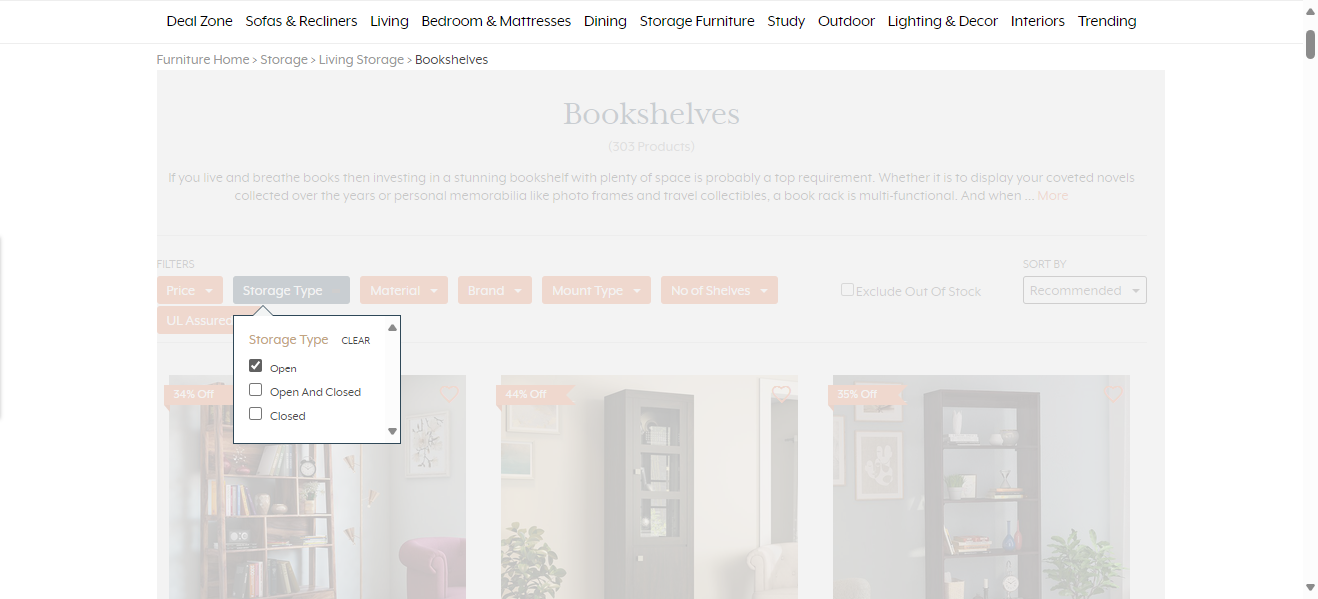 Deal Zone Sofas & Recliners Living Bedroom & Mattresses Dining Storage Furniture Study Outdoor Lighting & Decor Interiors Trending
Furniture Home > Storage > Living Storage > Bookshelves
Bookshelves
(303 Products)
If you live and breathe books then investing in a stunning bookshelf with plenty of space is probably a top requirement. Whether it is to display your coveted novels
collected over the years or personal memorabilia like photo frames and travel collectibles, a book rack is multi-functional. And when ... More
FILTERS
SORT BY
Price Storage Type Material Brand Mount Type No of Shelves Exclude Out Of Stock Recommended
UL Assured
Storage Type CLEAR
Open
Open And Closed
Closed
34% Off 44% Off 35% Off